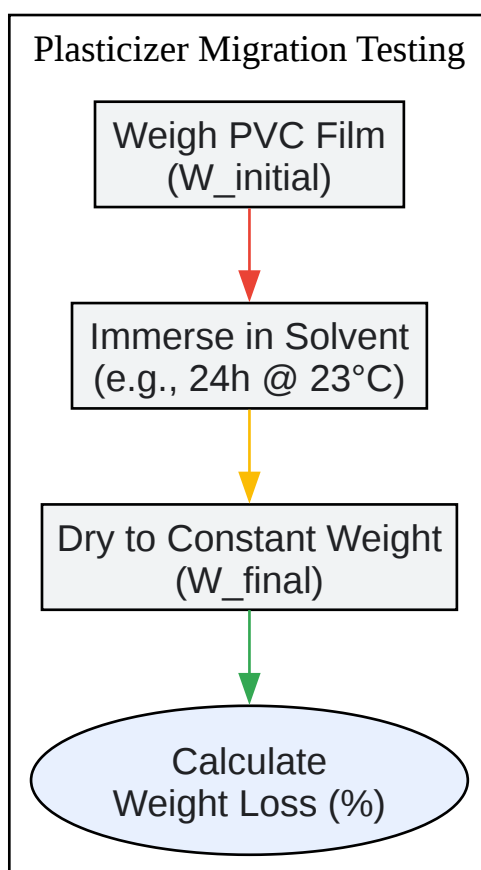 Plasticizer Migration Testing
Weigh PVC Film
(W_initial)
Immerse in Solvent
(e.g., 24h @ 23°C)
Dry to Constant Weight
(W_final)
Calculate
Weight Loss (%)